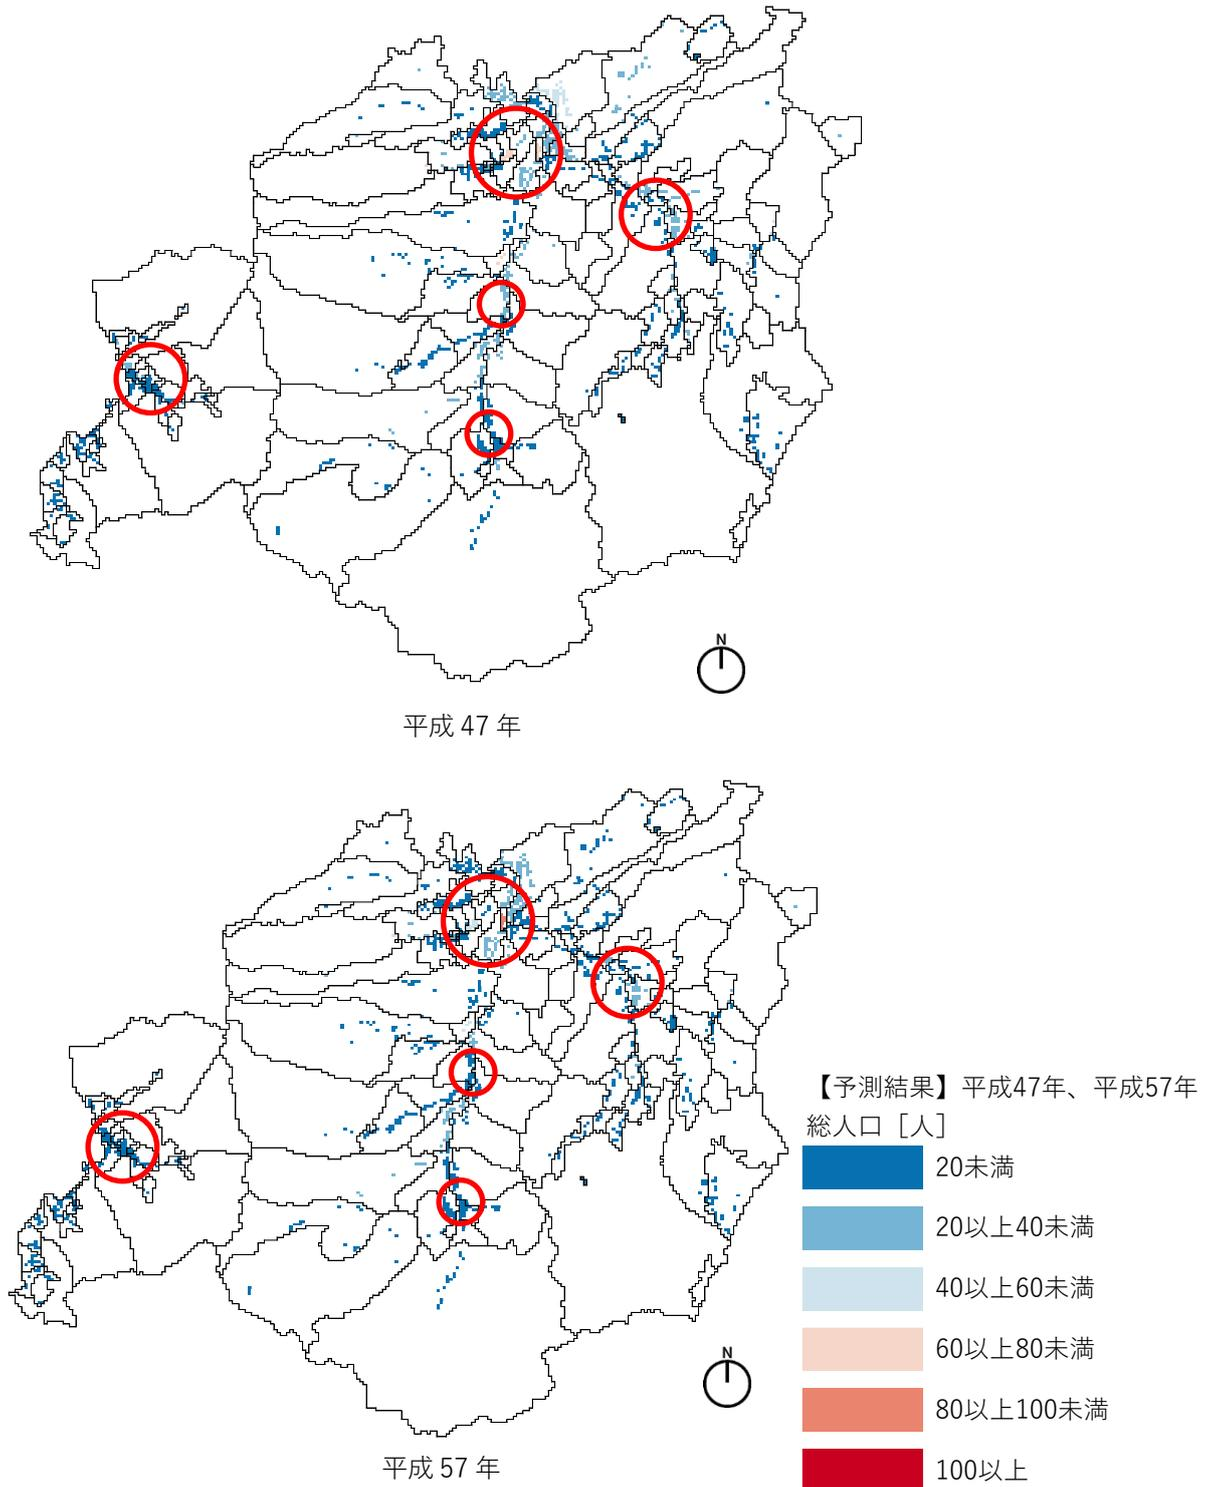 N
平成 47 年
【予測結果】平成47年、平成57年
総人口［人］
20未満
20以上40未満
40以上60未満
60以上80未満
80以上100未満
100以上
N
平成 57 年